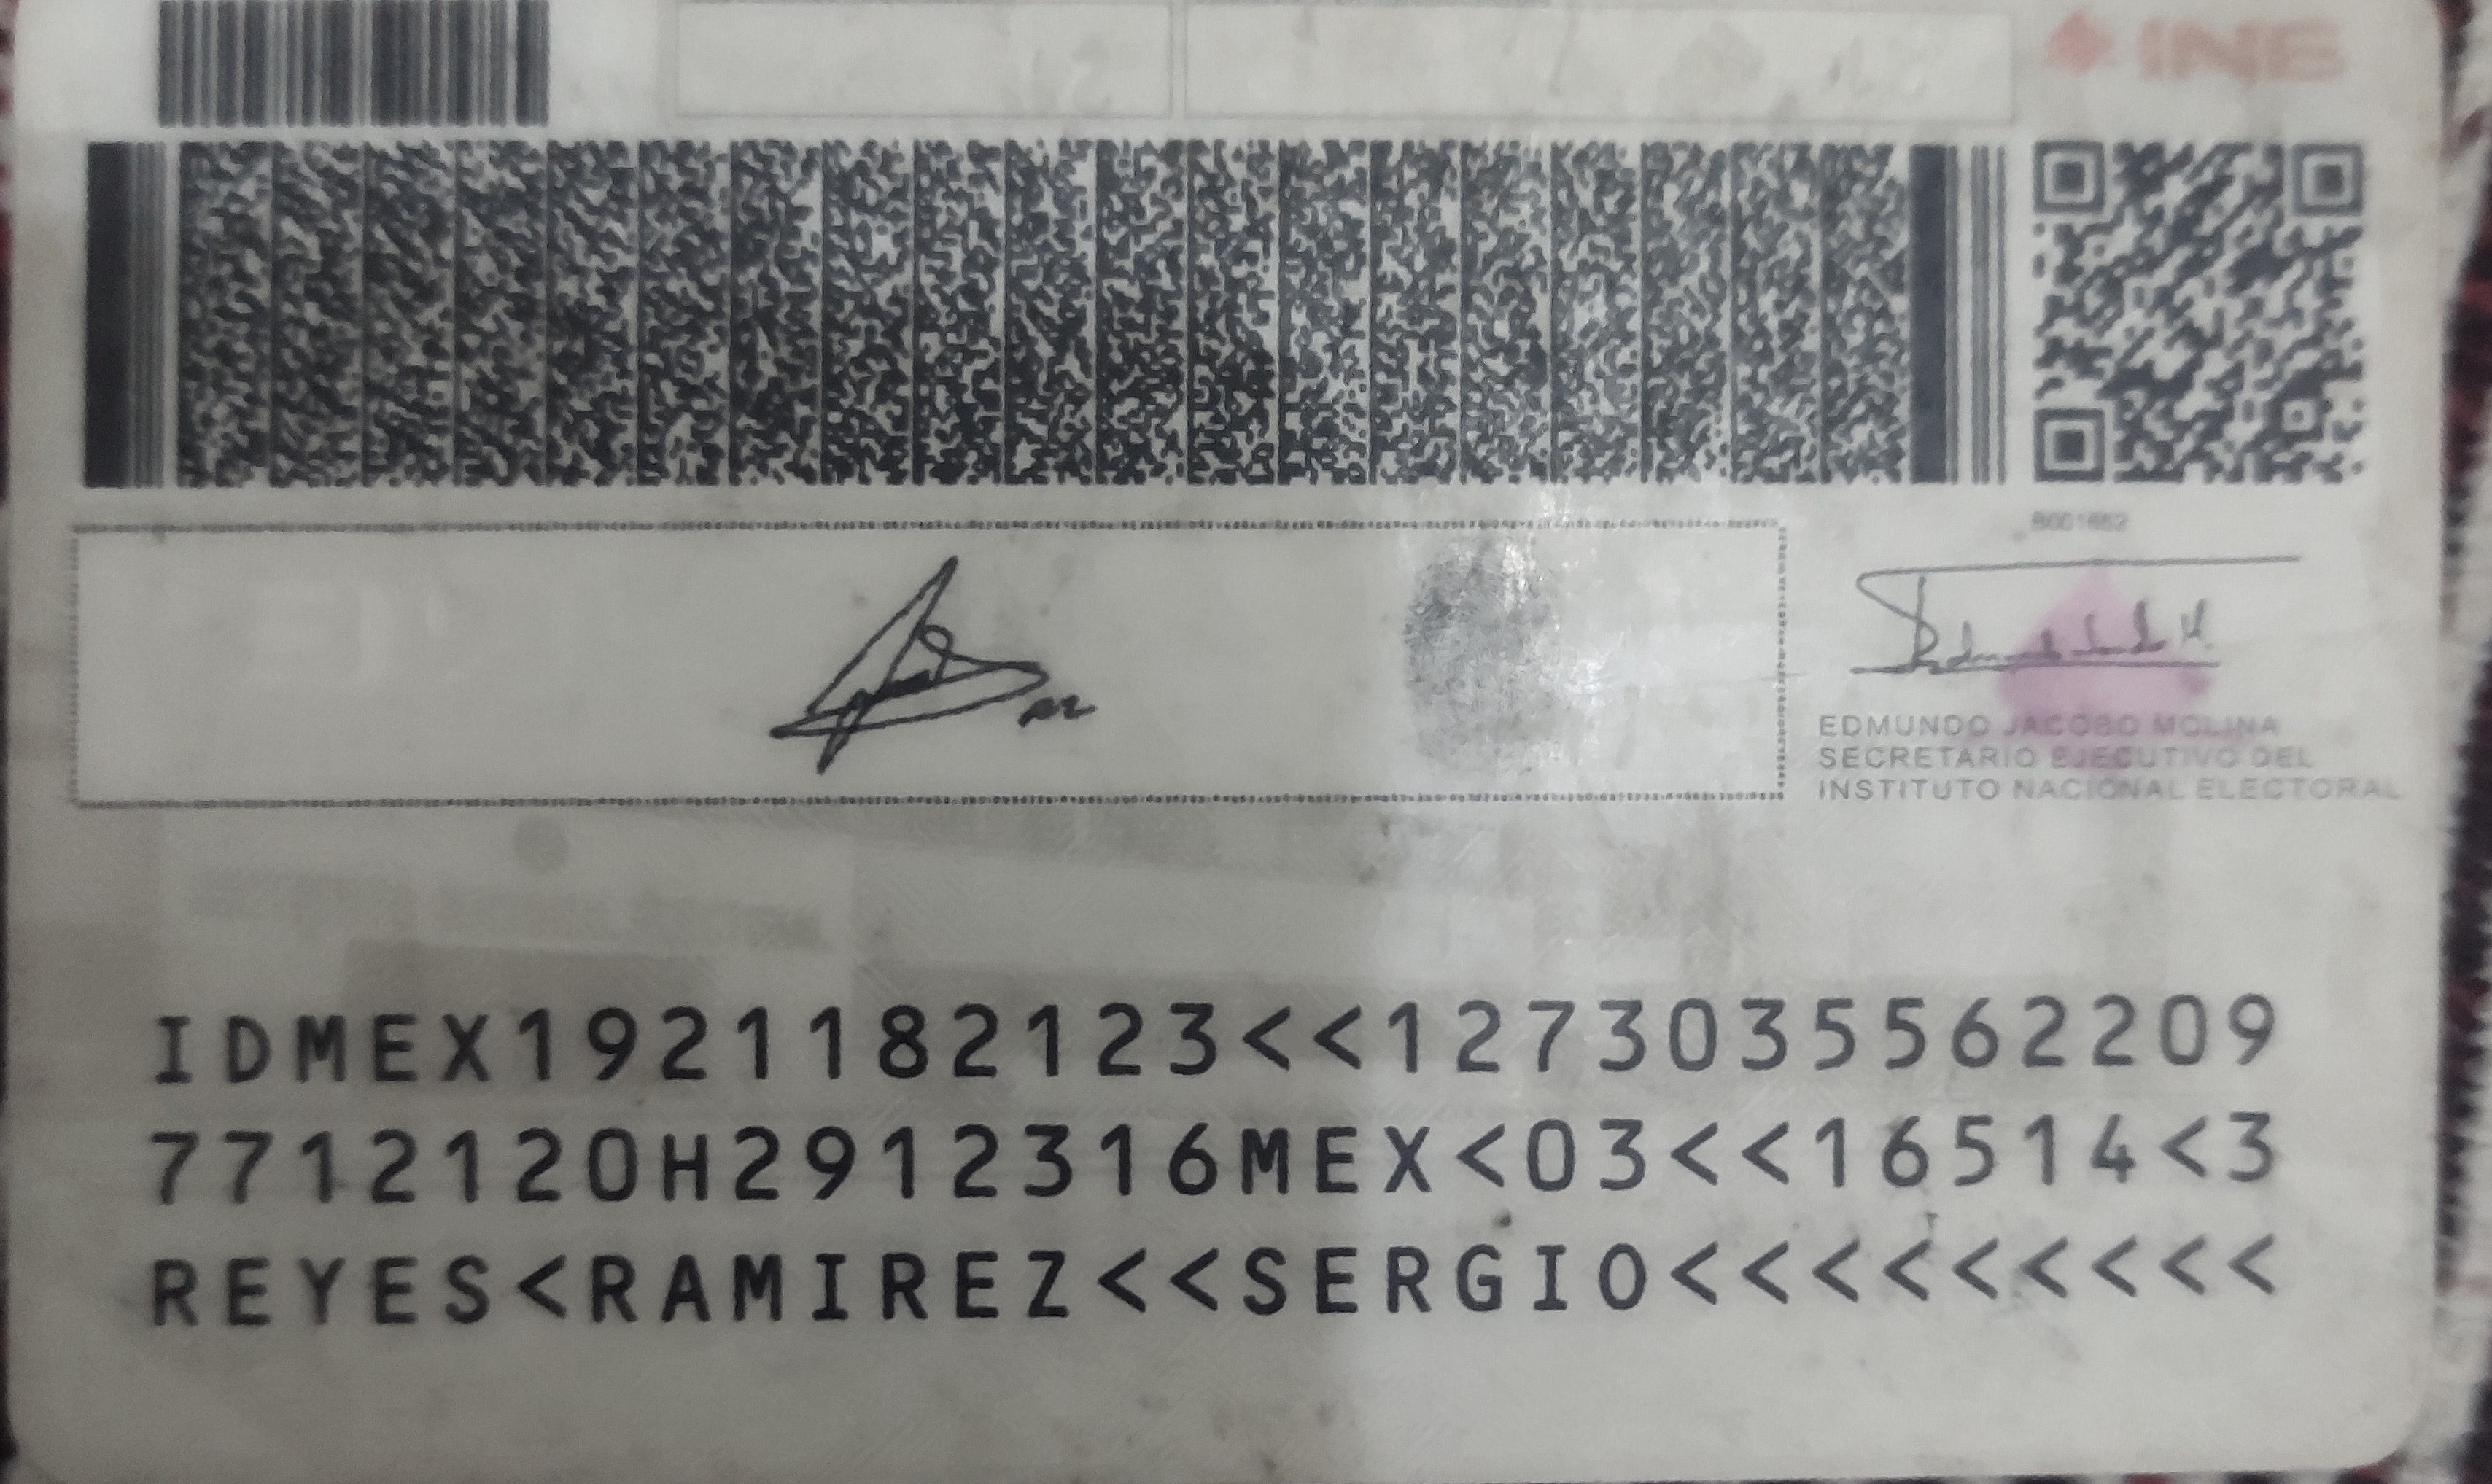 INE
EDMUNDO JACOBO MOLINA
SECRETARIO EJECUTIVO DEL
INSTITUTO NACIONAL ELECTORAL
IDMEX1921182123<<1273035562209
7712120H2912316MEX<03<<16514<3
REYES<RAMIREZ<<SERGIO<<<<<<<<<